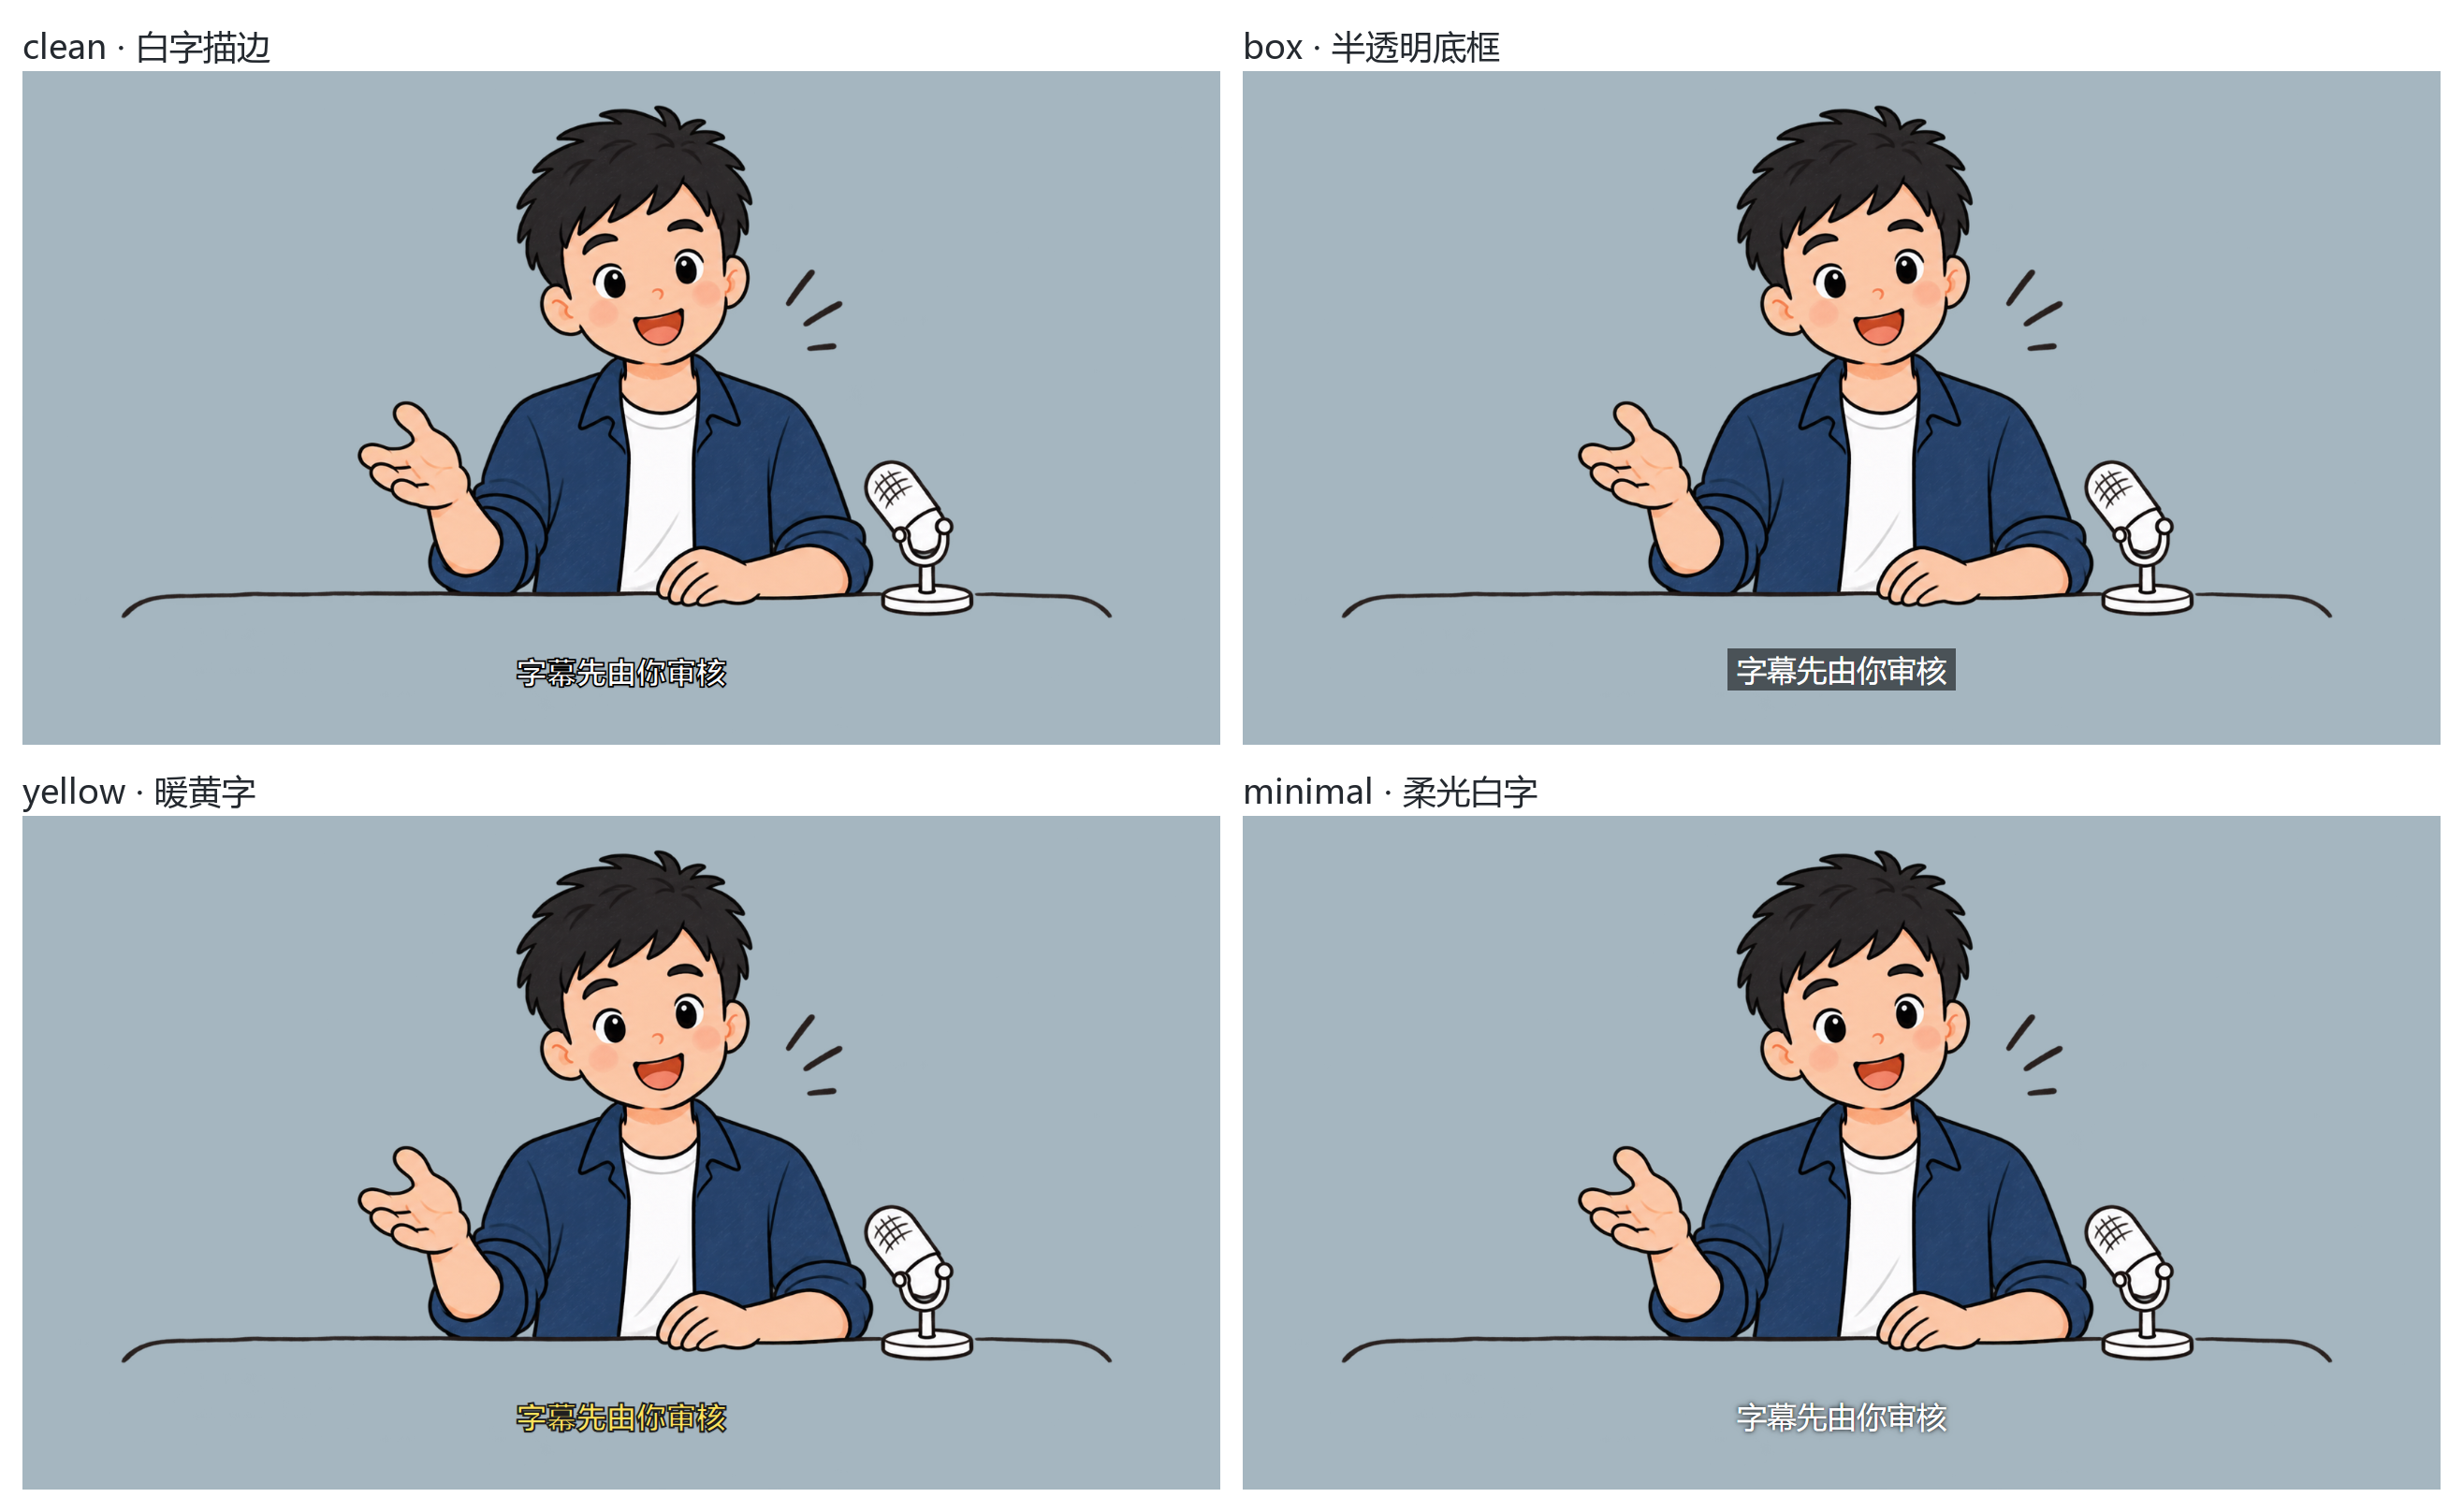 clean · 白字描边
box · 半透明底框
字幕先由你审核
字幕先由你审核
yellow · 暖黄字
minimal · 柔光白字
字幕先由你审核
字幕先由你审核